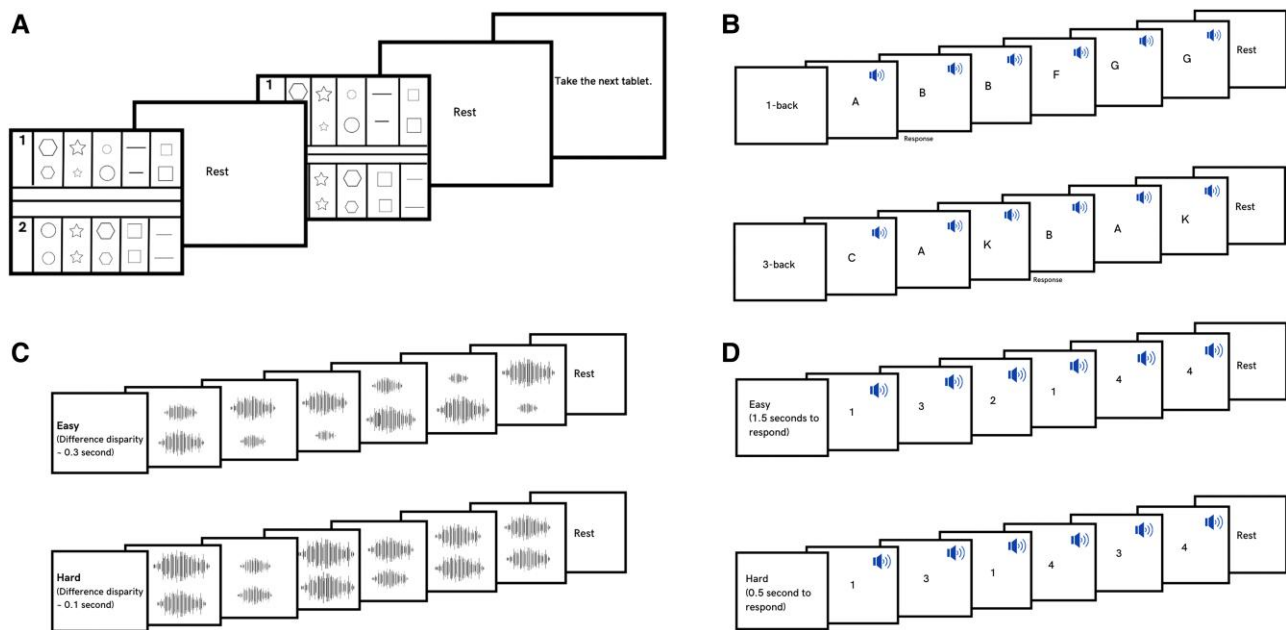 A
1
2
Rest
1
Rest
Take the next tablet.
B
1-back
A
B
Response
B
F
G
G
Rest
3-back
C
A
K
B
Response
A
K
Rest
C
Easy
(Difference disparity
- 0.3 second)
Rest
Hard
(Difference disparity
- 0.1 second)
Rest
D
Easy
(1.5 seconds to
respond)
1
3
2
1
4
4
Rest
Hard
(0.5 second to
respond)
1
3
1
4
3
4
Rest